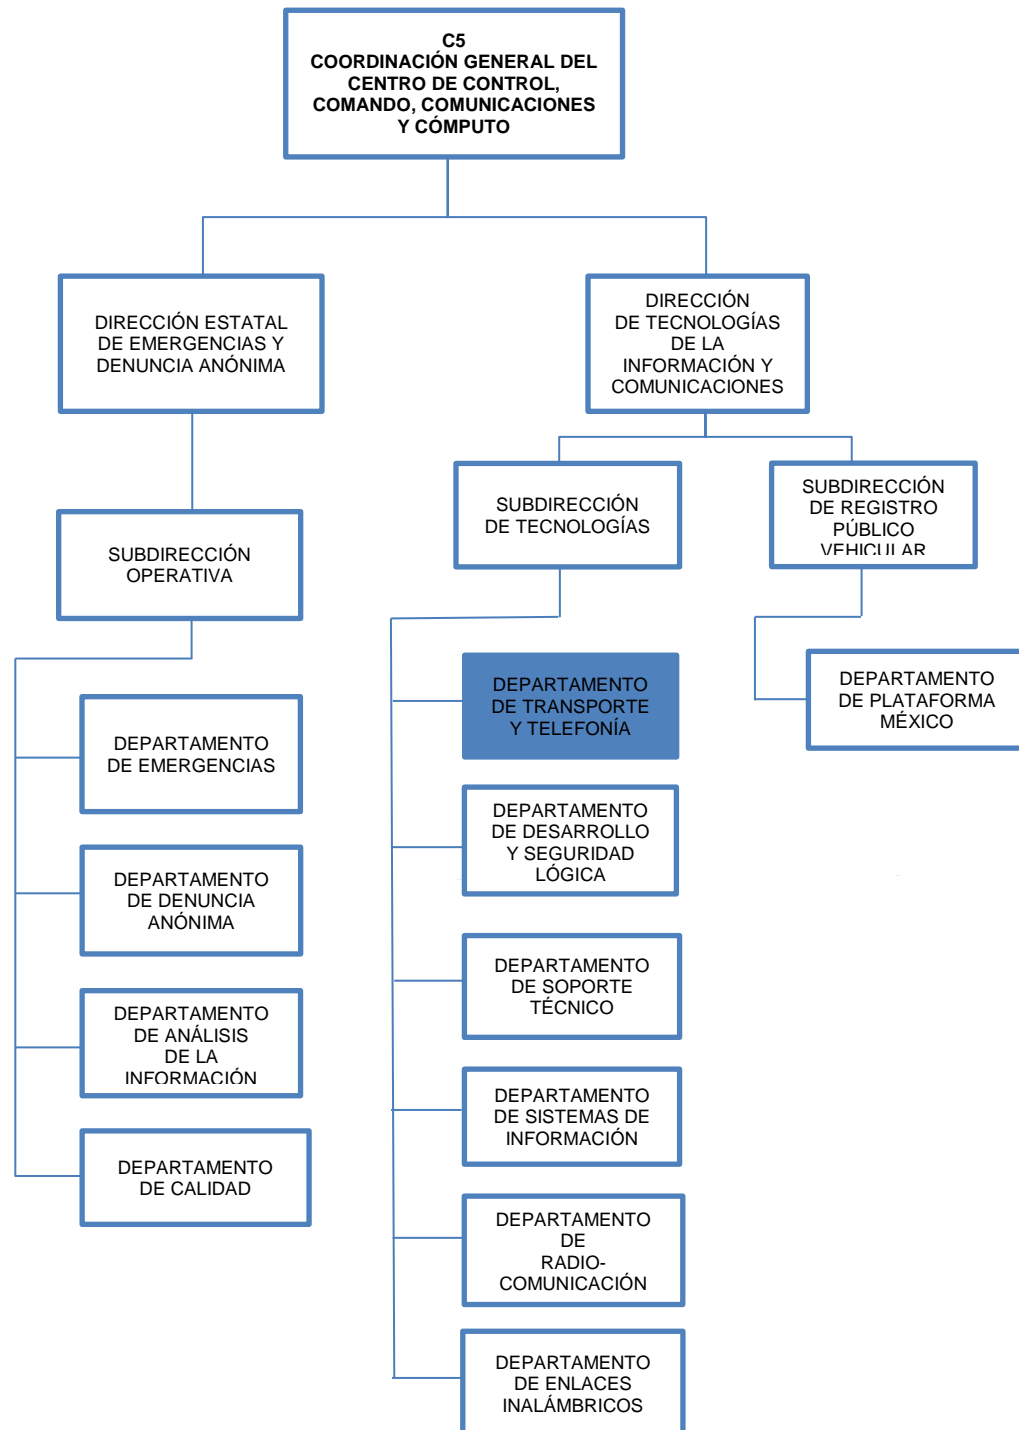 C5
COORDINACIÓN GENERAL DEL
CENTRO DE CONTROL,
COMANDO, COMUNICACIONES
Y CÓMPUTO
DIRECCIÓN ESTATAL
DE EMERGENCIAS Y
DENUNCIA ANÓNIMA
DIRECCIÓN
DE TECNOLOGÍAS
DE LA
INFORMACIÓN Y
COMUNICACIONES
SUBDIRECCIÓN
OPERATIVA
SUBDIRECCIÓN
DE TECNOLOGÍAS
SUBDIRECCIÓN
DE REGISTRO
PÚBLICO
VEHICULAR
DEPARTAMENTO
DE EMERGENCIAS
DEPARTAMENTO
DE DENUNCIA
ANÓNIMA
DEPARTAMENTO
DE ANÁLISIS
DE LA
INFORMACIÓN
DEPARTAMENTO
DE CALIDAD
DEPARTAMENTO
DE TRANSPORTE
Y TELEFONÍA
DEPARTAMENTO
DE DESARROLLO
Y SEGURIDAD
LÓGICA
DEPARTAMENTO
DE SOPORTE
TÉCNICO
DEPARTAMENTO
DE SISTEMAS DE
INFORMACIÓN
DEPARTAMENTO
DE
RADIO-
COMUNICACIÓN
DEPARTAMENTO
DE ENLACES
INALÁMBRICOS
DEPARTAMENTO
DE PLATAFORMA
MÉXICO